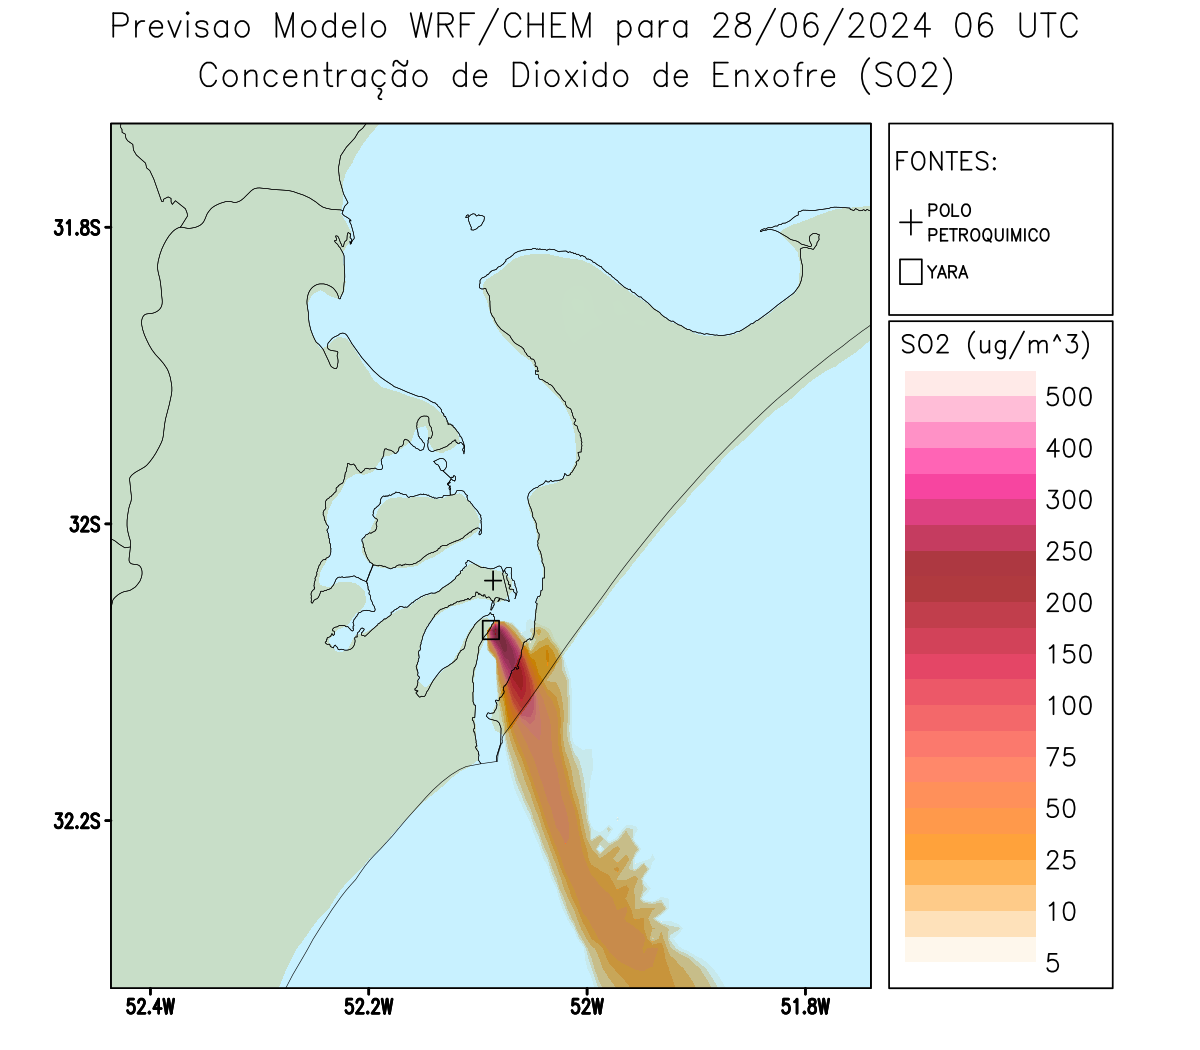 Previsao Modelo WRF/CHEM para 28/06/2024 06 UTC
Concentração de Dioxido de Enxofre (SO2)
FONTES:
POLO
PETROQUIMICO
YARA
SO2 (ug/m^3)
500
400
300
250
200
150
100
75
50
25
10
5
31.8S
32S
32.2S
52.4W
52.2W
52W
51.8W